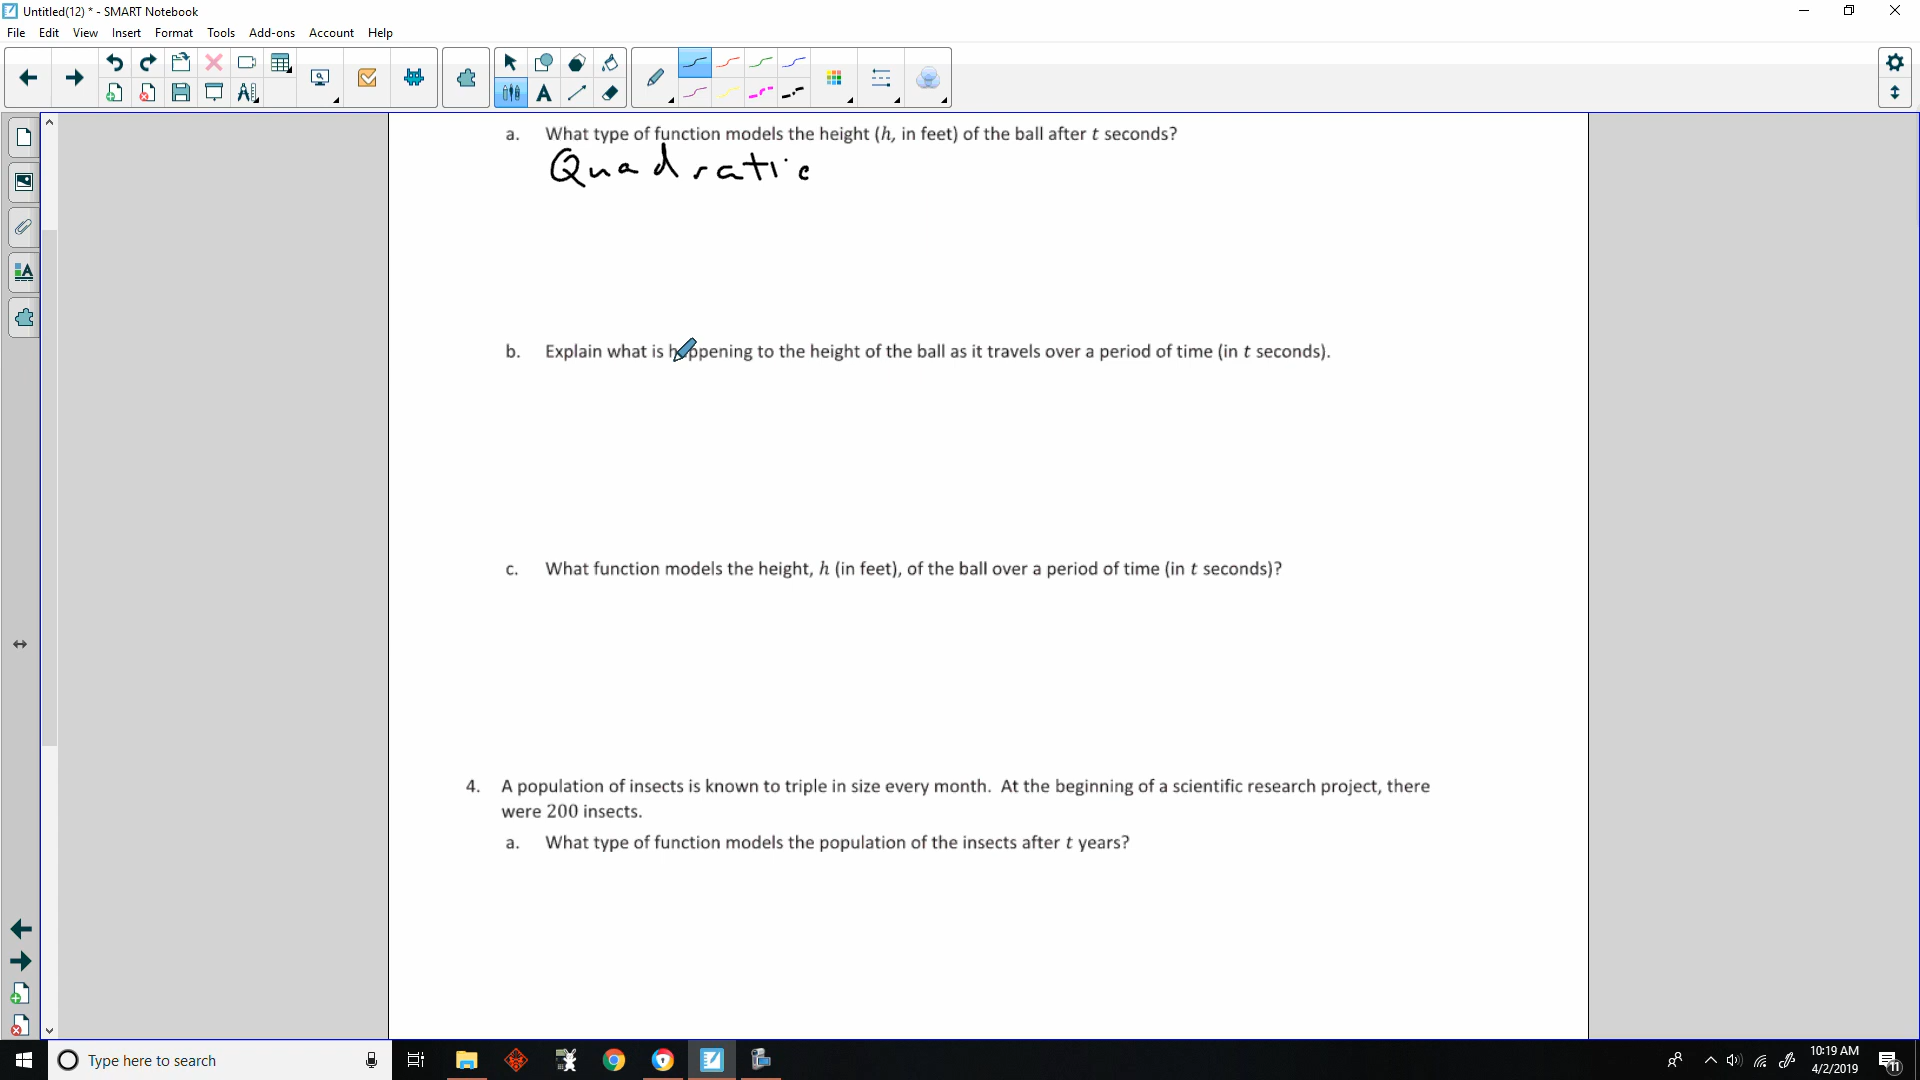 Untitled(12) * - SMART Notebook
File Edit View Insert Format Tools Add-ons Account Help
a. What type of function models the height (h, in feet) of the ball after t seconds?
Quadratic
b. Explain what is happening to the height of the ball as it travels over a period of time (in t seconds).
c. What function models the height, h (in feet), of the ball over a period of time (in t seconds)?
4. A population of insects is known to triple in size every month. At the beginning of a scientific research project, there
were 200 insects.
a. What type of function models the population of the insects after t years?
Type here to search
10:19 AM
4/2/2019
11